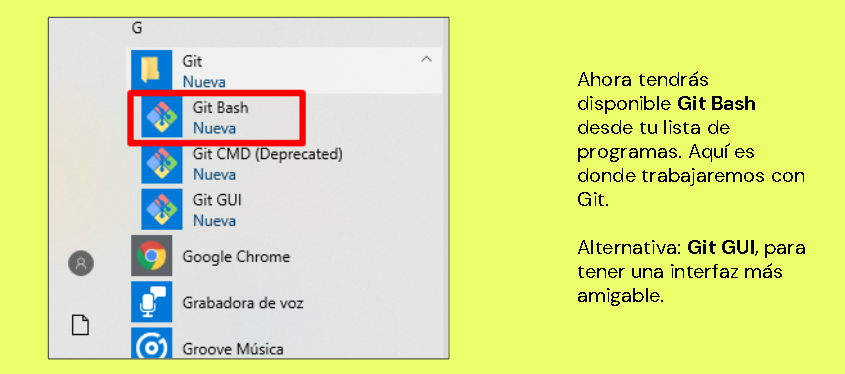 G
Git
Nueva
Git Bash
Nueva
Git CMD (Deprecated)
Nueva
Git GUI
Nueva
Google Chrome
Grabadora de voz
Groove Música
Ahora tendrás
disponible Git Bash
desde tu lista de
programas. Aquí es
donde trabajaremos con
Git.
Alternativa: Git GUI, para
tener una interfaz más
amigable.